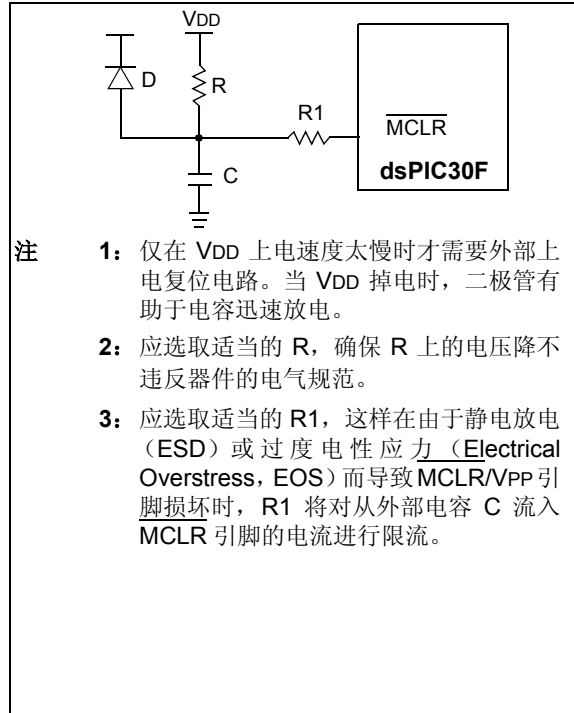 VDD
D
R
R1
MCLR
dsPIC30F
C
注 1：仅在 VDD 上电速度太慢时才需要外部上
电复位电路。当 VDD 掉电时，二极管有
助于电容迅速放电。
2：应选取适当的 R，确保 R 上的电压降不
违反器件的电气规范。
3：应选取适当的 R1，这样在由于静电放电
（ESD）或过度电性应力（Electrical
Overstress，EOS）而导致 MCLR/VPP 引
脚损坏时，R1 将对从外部电容 C 流入
MCLR 引脚的电流进行限流。